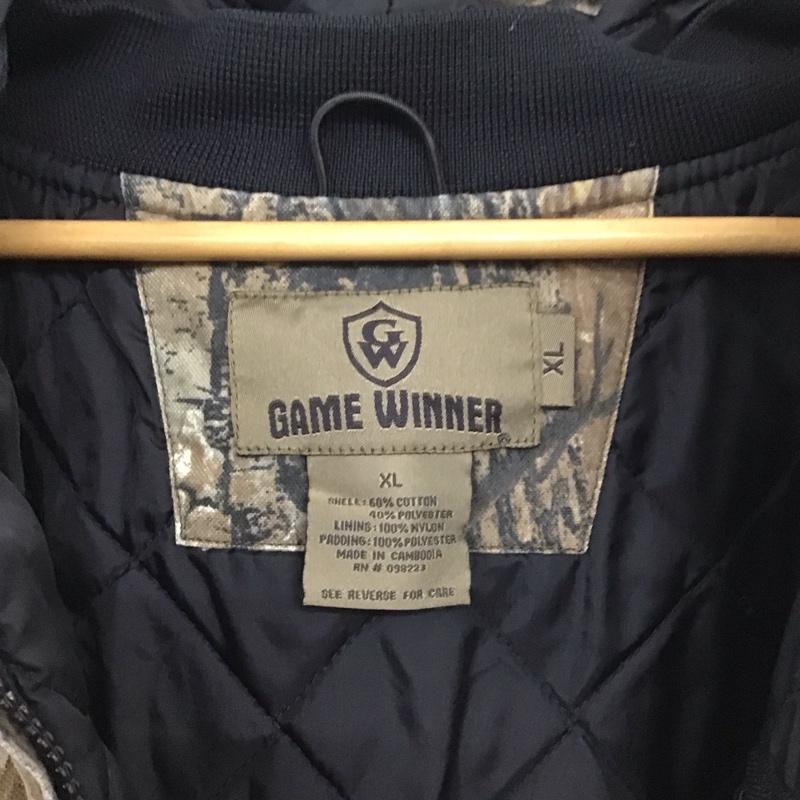 GW
GAME WINNER®
XL
XL
SHELL: 60% COTTON
40% POLYESTER
LINING: 100% NYLON
PADDING: 100% POLYESTER
MADE IN CAMBODIA
RN # 098223
SEE REVERSE FOR CARE